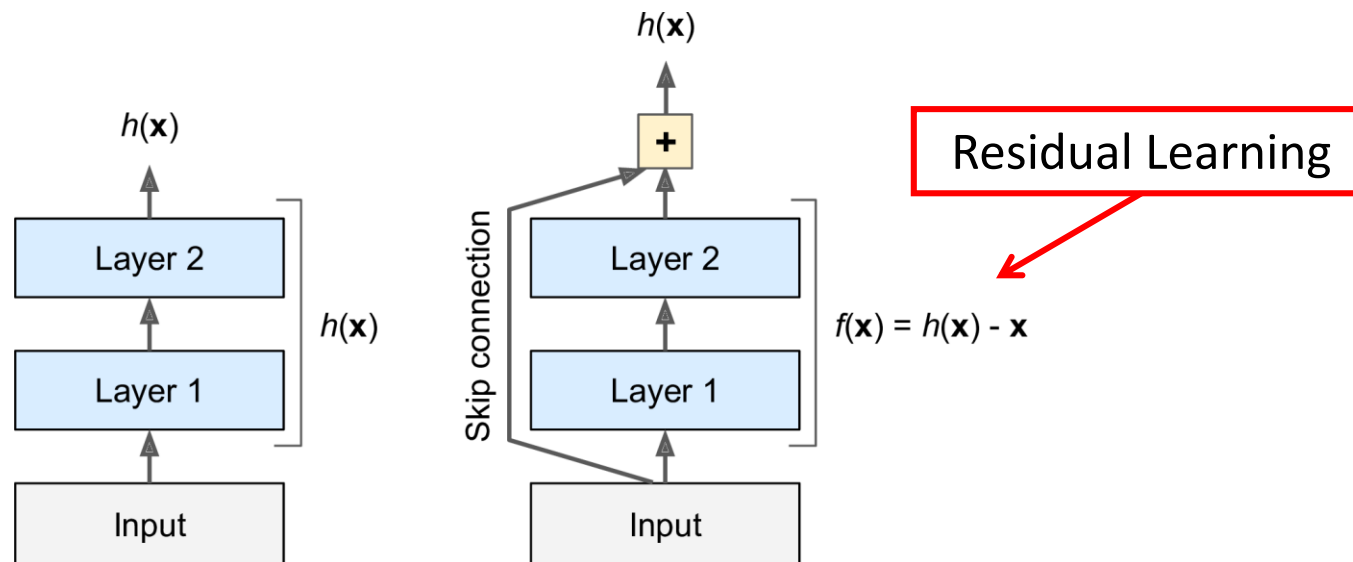 h(x)
Layer 2
Layer 1
h(x)
Input
h(x)
+
Skip connection
Layer 2
Layer 1
f(x) = h(x) - x
Input
Residual Learning